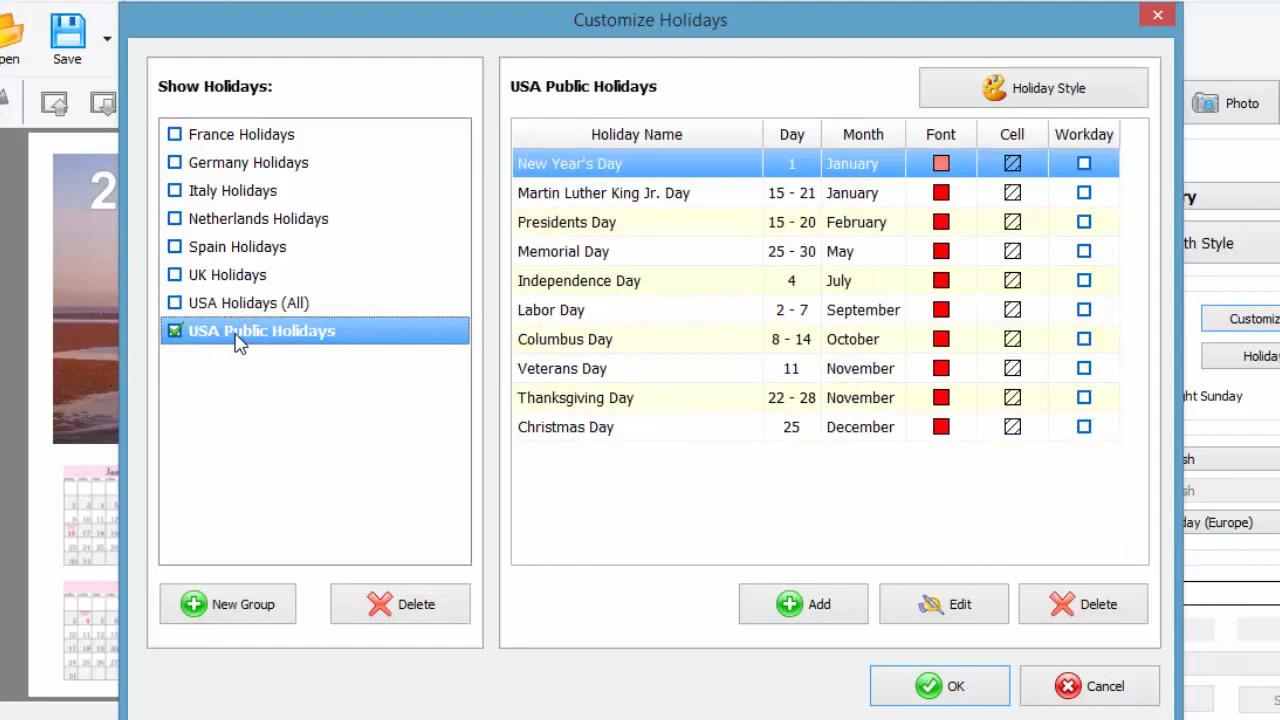 Customize Holidays
pen
Save
Show Holidays:
France Holidays
Germany Holidays
Italy Holidays
Netherlands Holidays
Spain Holidays
UK Holidays
USA Holidays (All)
USA Public Holidays
New Group
Delete
USA Public Holidays
Holiday Style
Holiday Name Day Month Font Cell Workday
New Year's Day 1 January
Martin Luther King Jr. Day 15 - 21 January
Presidents Day 15 - 20 February
Memorial Day 25 - 30 May
Independence Day 4 July
Labor Day 2 - 7 September
Columbus Day 8 - 14 October
Veterans Day 11 November
Thanksgiving Day 22 - 28 November
Christmas Day 25 December
Add
Edit
Delete
OK
Cancel
Photo
ry
th Style
Customiz
Holiday
ht Sunday
sh
sh
day (Europe)
2